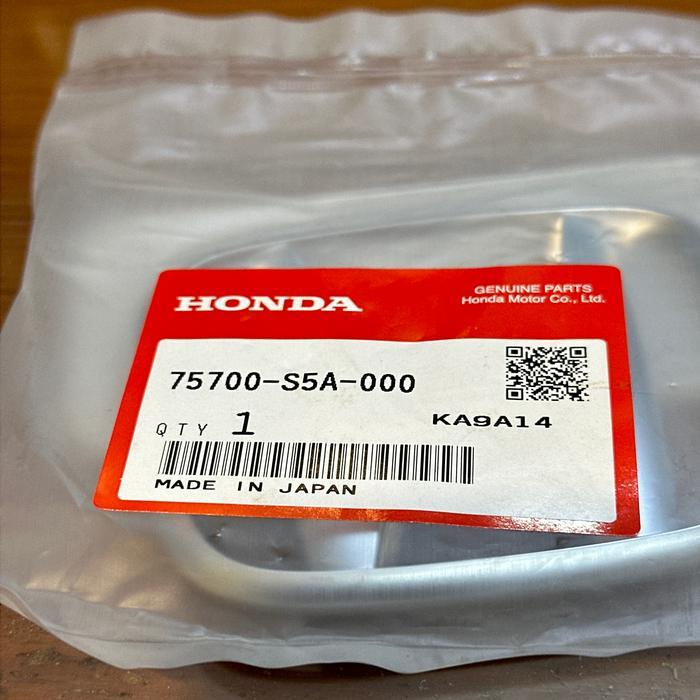 HONDA
GENUINE PARTS
Honda Motor Co., Ltd.
75700-S5A-000
QTY 1
KA9A14
MADE IN JAPAN